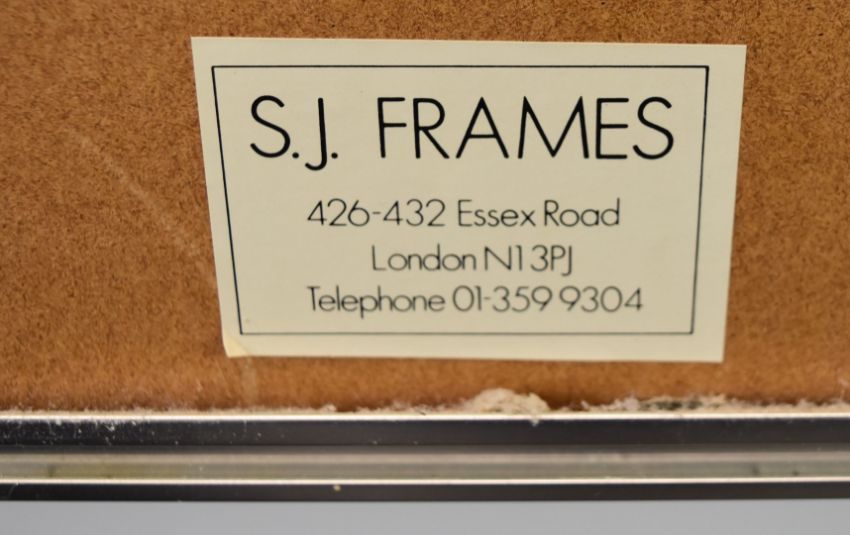 S.J. FRAMES
426-432 Essex Road
London N1 3PJ
Telephone 01-359 9304